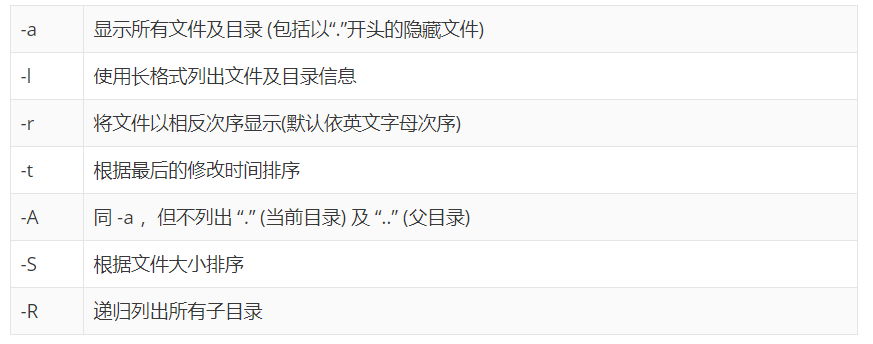 -a 显示所有文件及目录 (包括以“.”开头的隐藏文件)
-l 使用长格式列出文件及目录信息
-r 将文件以相反次序显示(默认依英文字母次序)
-t 根据最后的修改时间排序
-A 同 -a ，但不列出 “.” (当前目录) 及 “..” (父目录)
-S 根据文件大小排序
-R 递归列出所有子目录